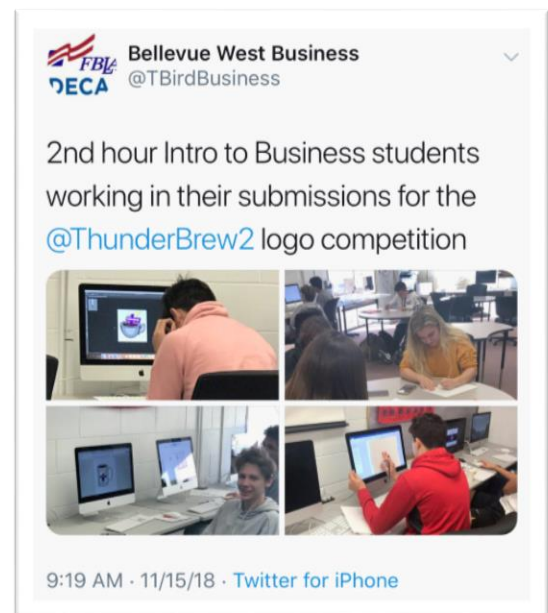 FBLA
DECA
Bellevue West Business
@TBirdBusiness
2nd hour Intro to Business students
working in their submissions for the
@ThunderBrew2 logo competition
9:19 AM · 11/15/18 · Twitter for iPhone